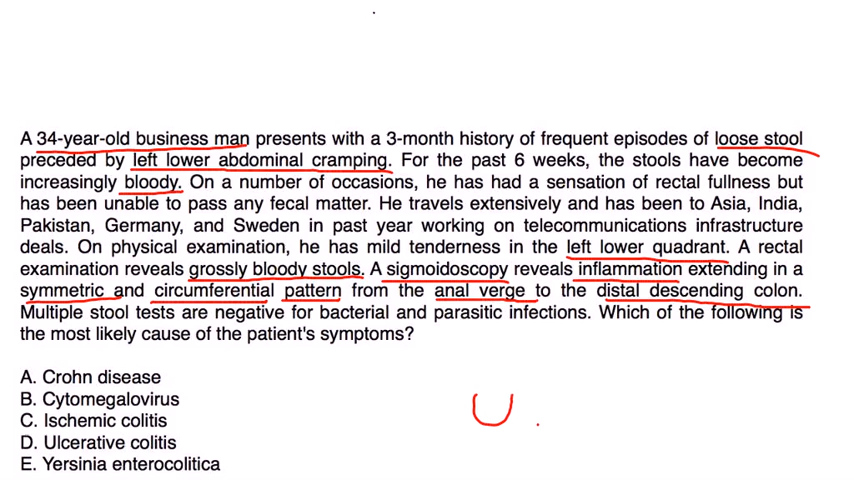 A 34-year-old business man presents with a 3-month history of frequent episodes of loose stool
preceded by left lower abdominal cramping. For the past 6 weeks, the stools have become
increasingly bloody. On a number of occasions, he has had a sensation of rectal fullness but
has been unable to pass any fecal matter. He travels extensively and has been to Asia, India,
Pakistan, Germany, and Sweden in past year working on telecommunications infrastructure
deals. On physical examination, he has mild tenderness in the left lower quadrant. A rectal
examination reveals grossly bloody stools. A sigmoidoscopy reveals inflammation extending in a
symmetric and circumferential pattern from the anal verge to the distal descending colon.
Multiple stool tests are negative for bacterial and parasitic infections. Which of the following is
the most likely cause of the patient's symptoms?
A. Crohn disease
B. Cytomegalovirus
C. Ischemic colitis
D. Ulcerative colitis
E. Yersinia enterocolitica
U.